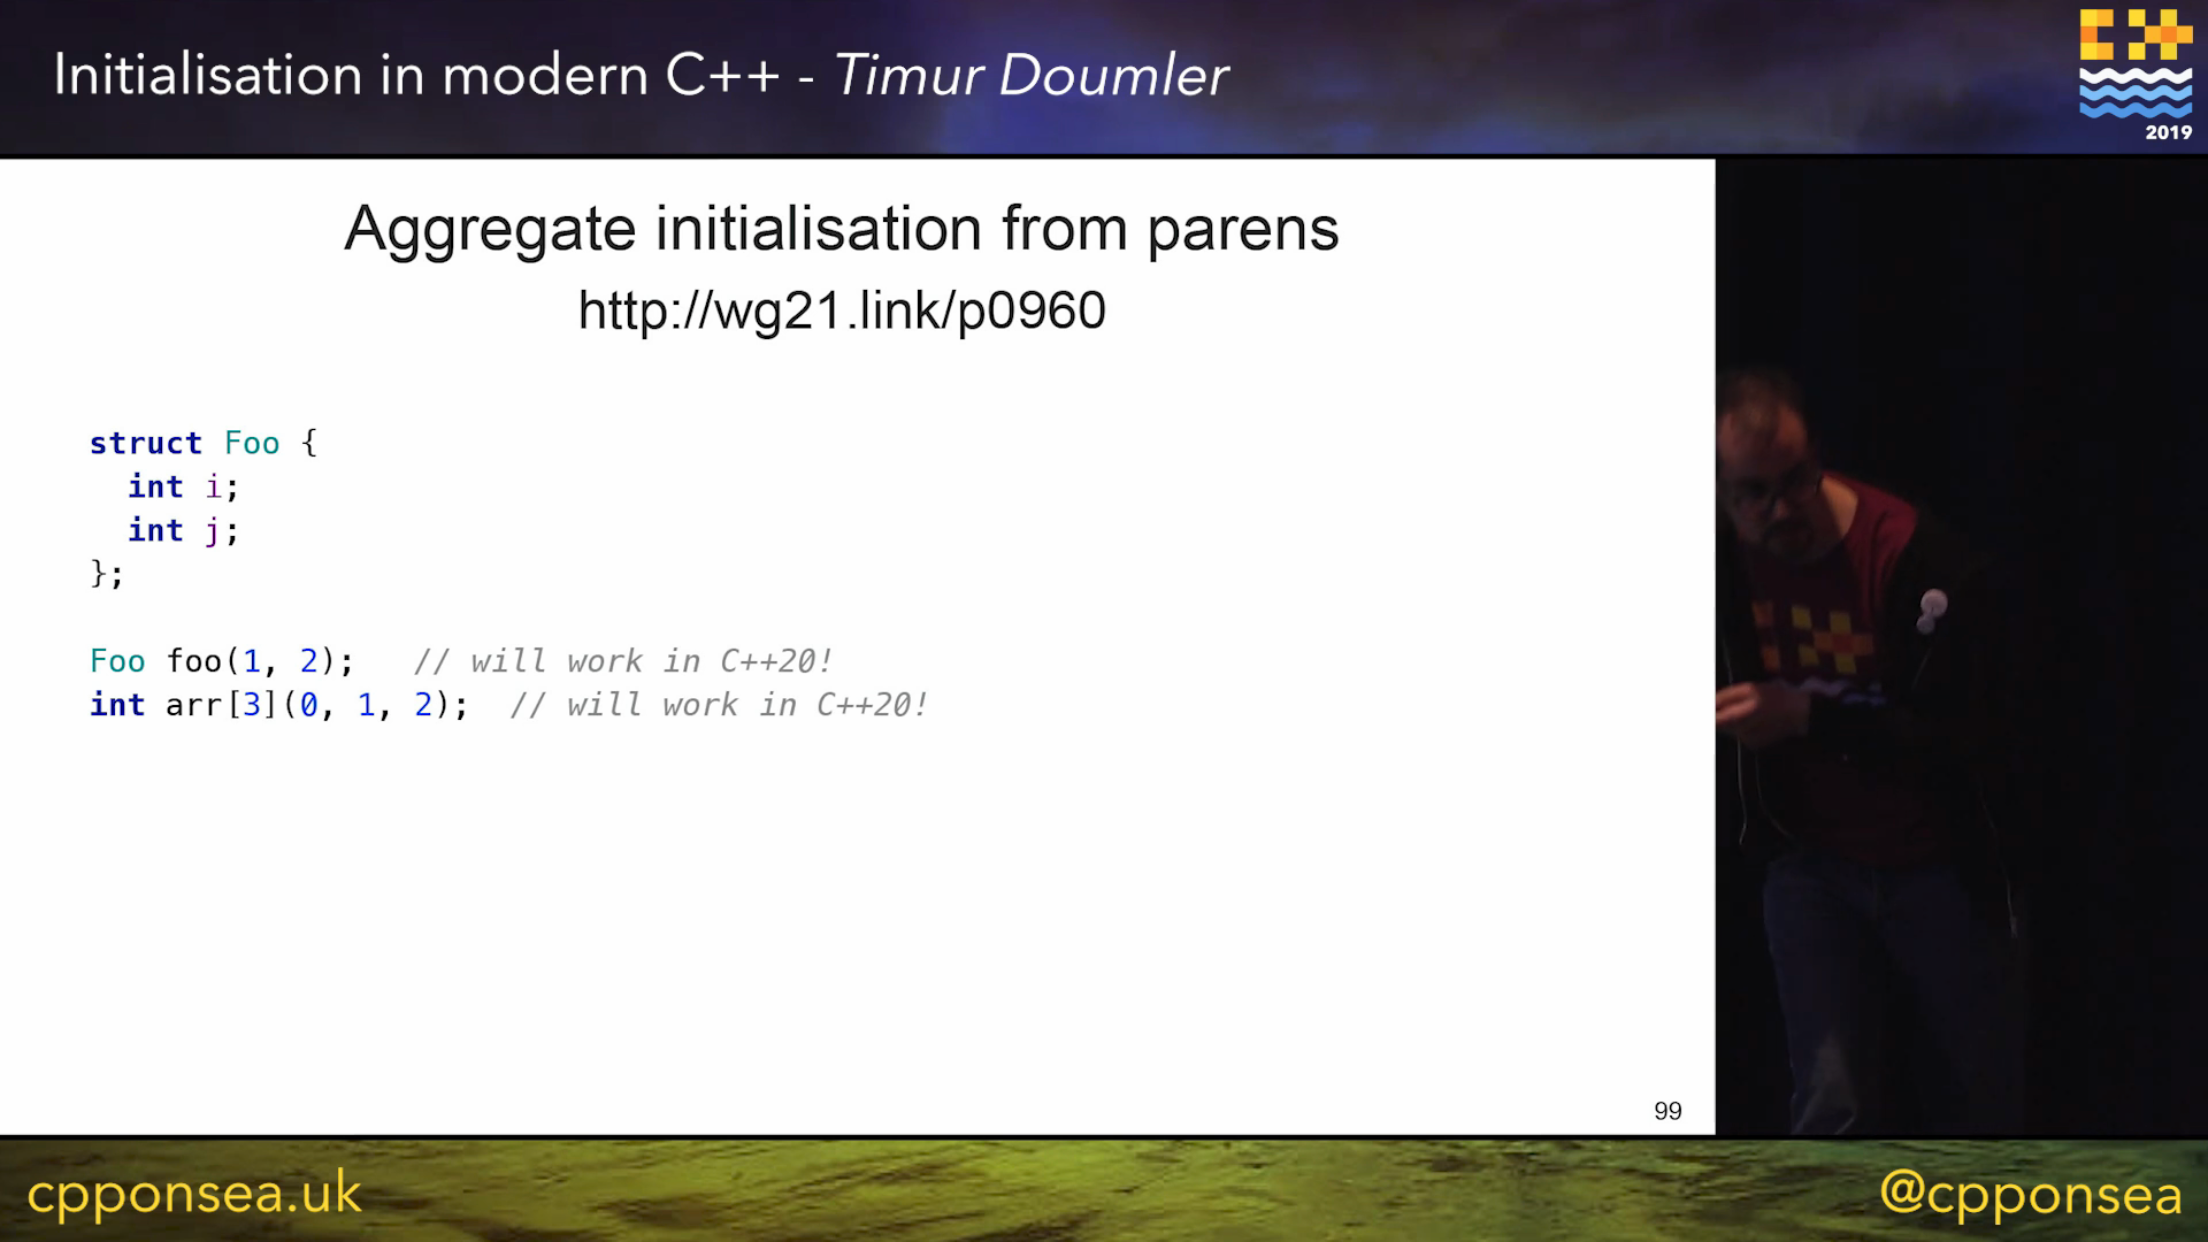 Initialisation in modern C++ - Timur Doumler
2019
Aggregate initialisation from parens
http://wg21.link/p0960
struct Foo {
int i;
int j;
};
Foo foo(1, 2); // will work in C++20!
int arr[3](0, 1, 2); // will work in C++20!
99
cpponsea.uk
@cpponsea